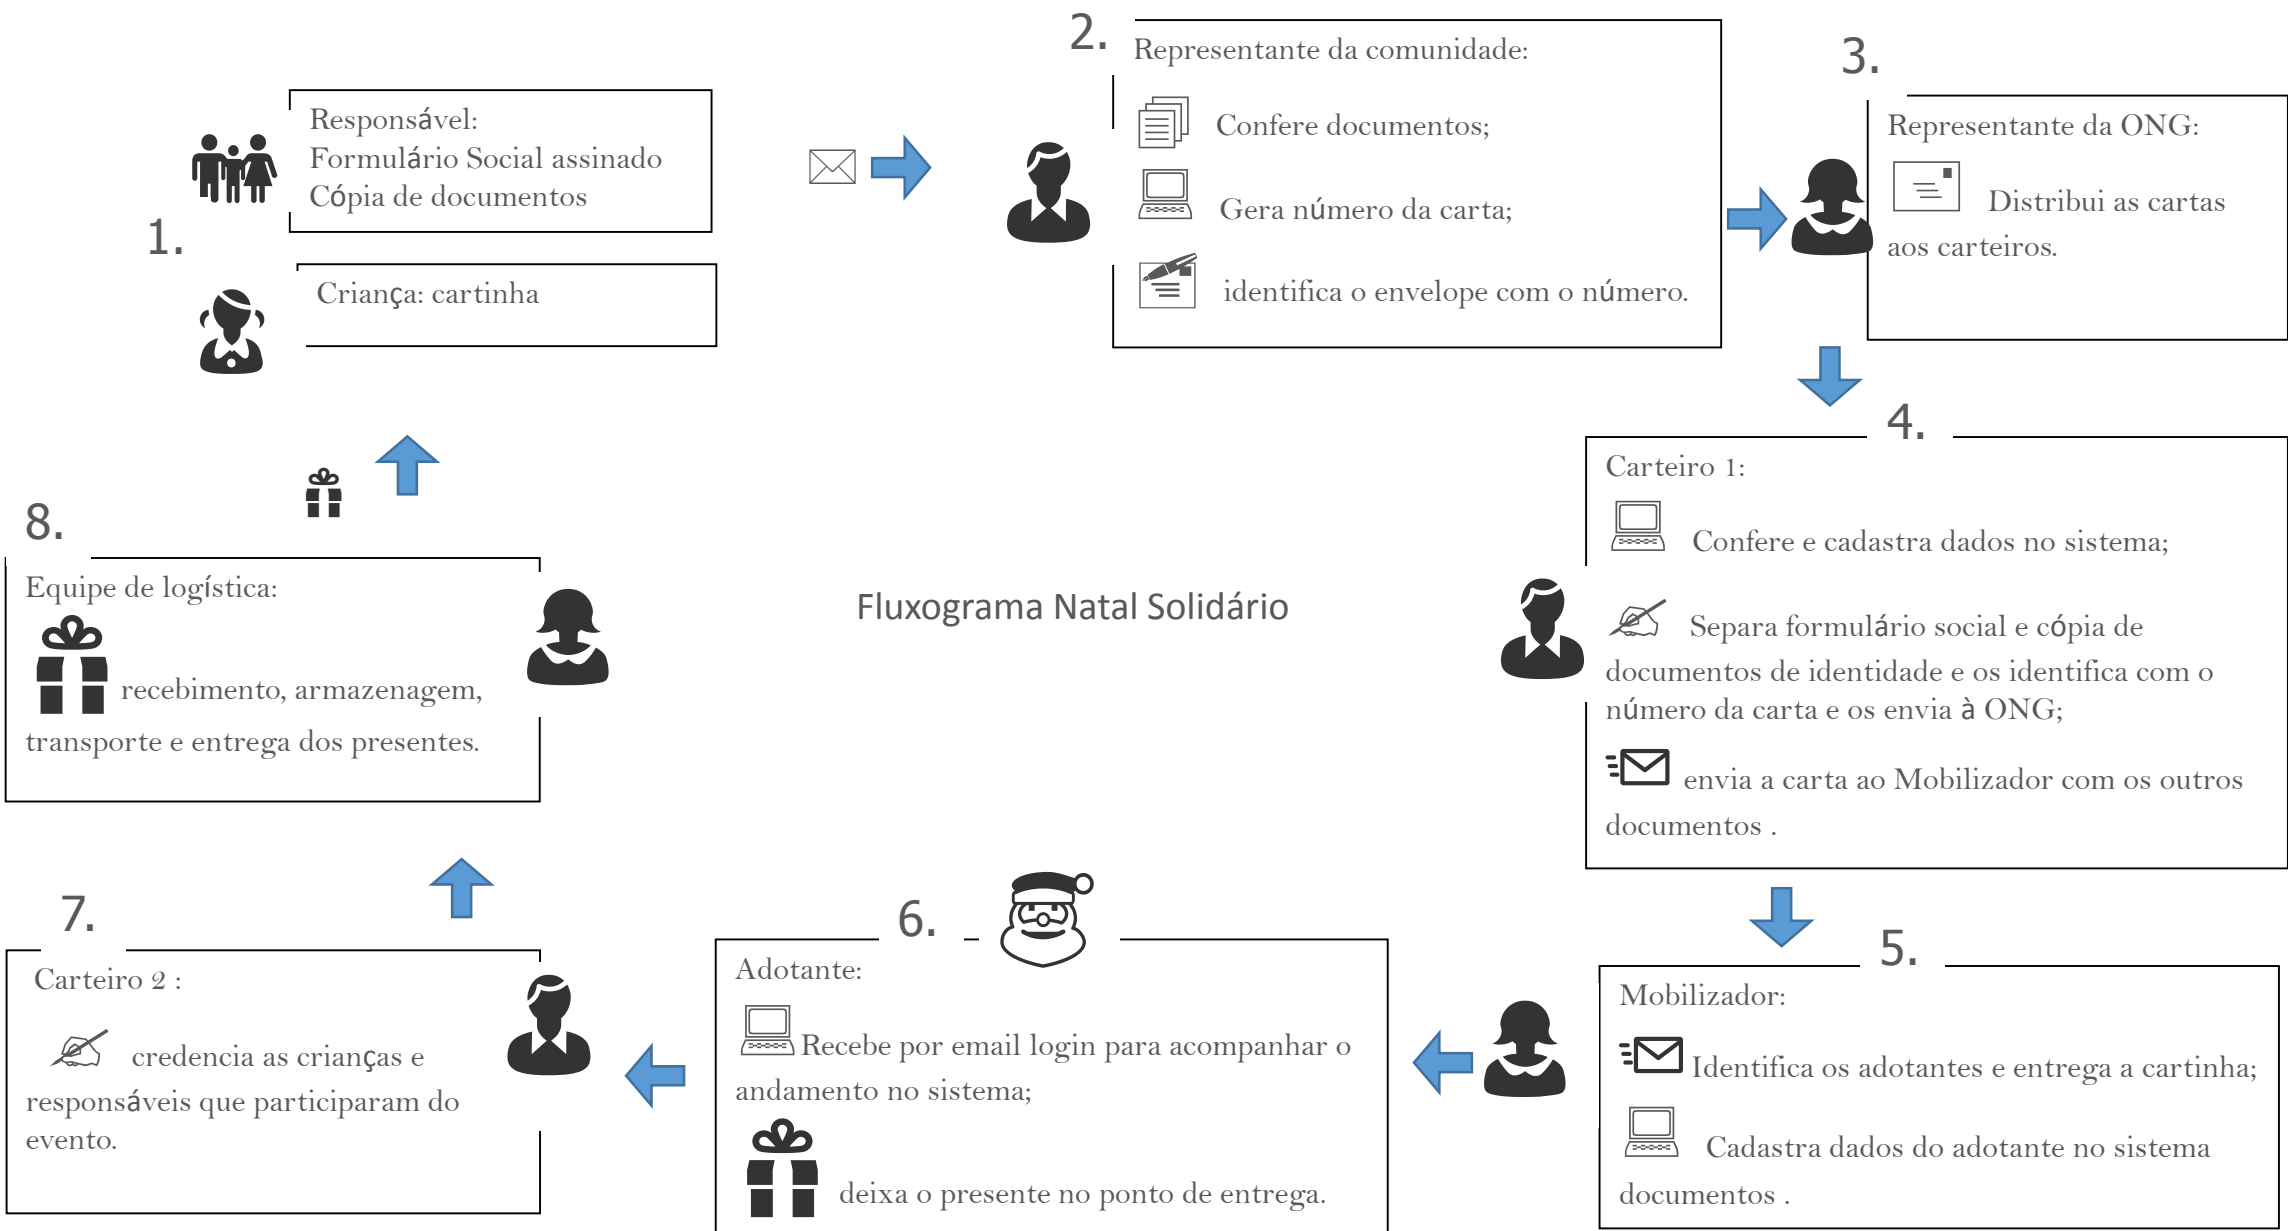 1.
Responsável:
Formulário Social assinado
Cópia de documentos
Criança: cartinha
2.
Representante da comunidade:
Confere documentos;
Gera número da carta;
identifica o envelope com o número.
3.
Representante da ONG:
Distribui as cartas
aos carteiros.
4.
Carteiro 1:
Confere e cadastra dados no sistema;
Separa formulário social e cópia de
documentos de identidade e os identifica com o
número da carta e os envia à ONG;
envia a carta ao Mobilizador com os outros
documentos .
5.
Mobilizador:
Identifica os adotantes e entrega a cartinha;
Cadastra dados do adotante no sistema
documentos .
6.
Adotante:
Recebe por email login para acompanhar o
andamento no sistema;
deixa o presente no ponto de entrega.
7.
Carteiro 2 :
credencia as crianças e
responsáveis que participaram do
evento.
8.
Equipe de logística:
recebimento, armazenagem,
transporte e entrega dos presentes.
Fluxograma Natal Solidário